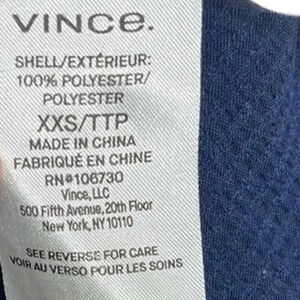 VINCE.
SHELL/EXTÉRIEUR:
100% POLYESTER/
POLYESTER
XXS/TTP
MADE IN CHINA
FABRIQUÉ EN CHINE
RN#106730
Vince, LLC
500 Fifth Avenue, 20th Floor
New York, NY 10110
SEE REVERSE FOR CARE
VOIR AU VERSO POUR LES SOINS